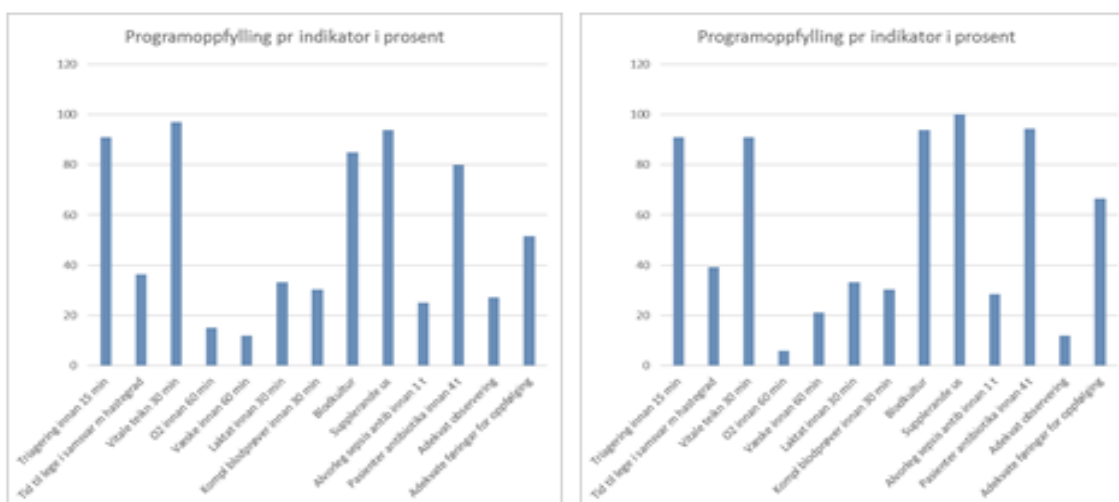 Programoppfylling pr indikator i prosent
120
100
80
60
40
20
0
Triagering innan 15 min
Tid til lege i samsvar m hastegrad
Vitale teikn 30 min
O2 innan 60 min
Væske innan 60 min
Laktat innan 30 min
Kompl blodprøver innan 30 min
Blodkultur
Supplerande us
Alvorleg sepsis antib innan 1 t
Pasienter antibiotika innan 4 t
Adekvat observering
Adekvate føringar for oppfølging
Programoppfylling pr indikator i prosent
120
100
80
60
40
20
0
Triagering innan 15 min
Tid til lege i samsvar m hastegrad
Vitale teikn 30 min
O2 innan 60 min
Væske innan 60 min
Laktat innan 30 min
Kompl blodprøver innan 30 min
Blodkultur
Supplerande us
Alvorleg sepsis antib innan 1 t
Pasienter antibiotika innan 4 t
Adekvat observering
Adekvate føringar for oppfølging